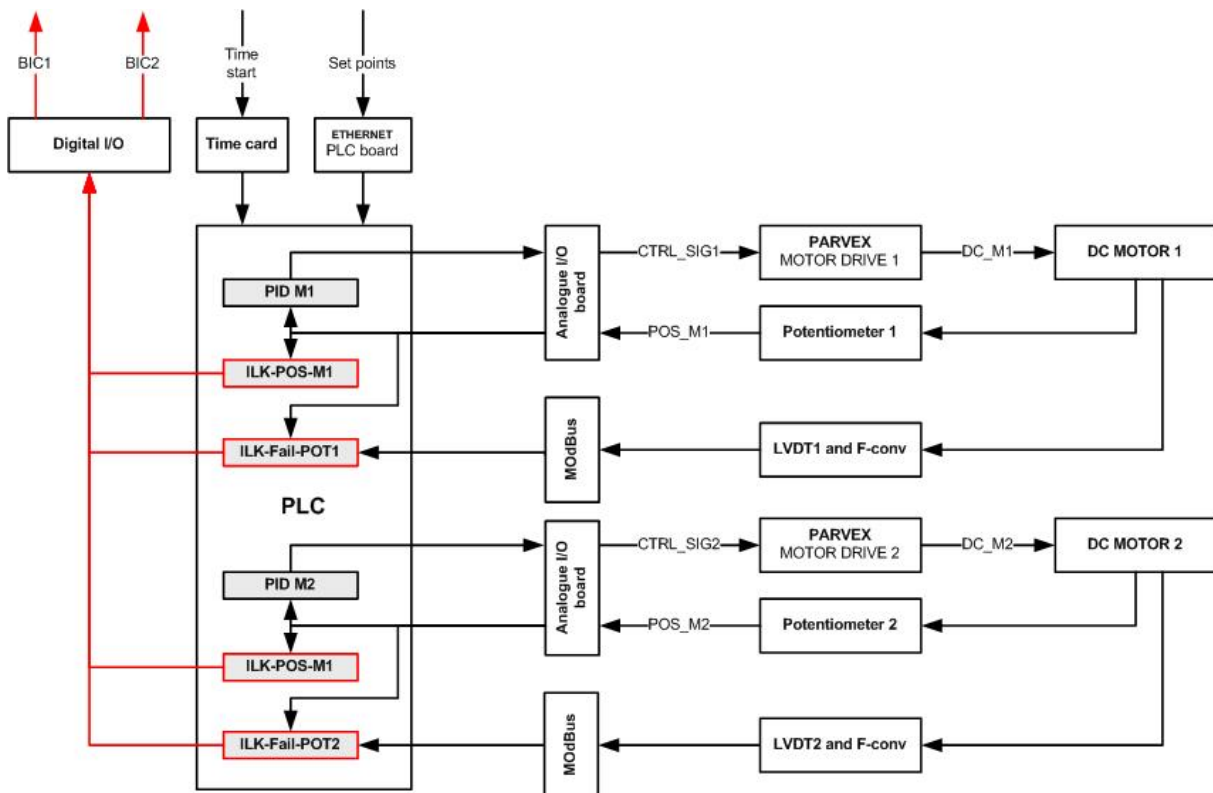 BIC1
BIC2
Time
start
Set points
Digital I/O
Time card
ETHERNET
PLC board
PID M1
ILK-POS-M1
ILK-Fail-POT1
PLC
PID M2
ILK-POS-M1
ILK-Fail-POT2
Analogue I/O
board
CTRL_SIG1
PARVEX
MOTOR DRIVE 1
DC_M1
DC MOTOR 1
POS_M1
Potentiometer 1
MOdBus
LVDT1 and F-conv
Analogue I/O
board
CTRL_SIG2
PARVEX
MOTOR DRIVE 2
DC_M2
DC MOTOR 2
POS_M2
Potentiometer 2
MOdBus
LVDT2 and F-conv